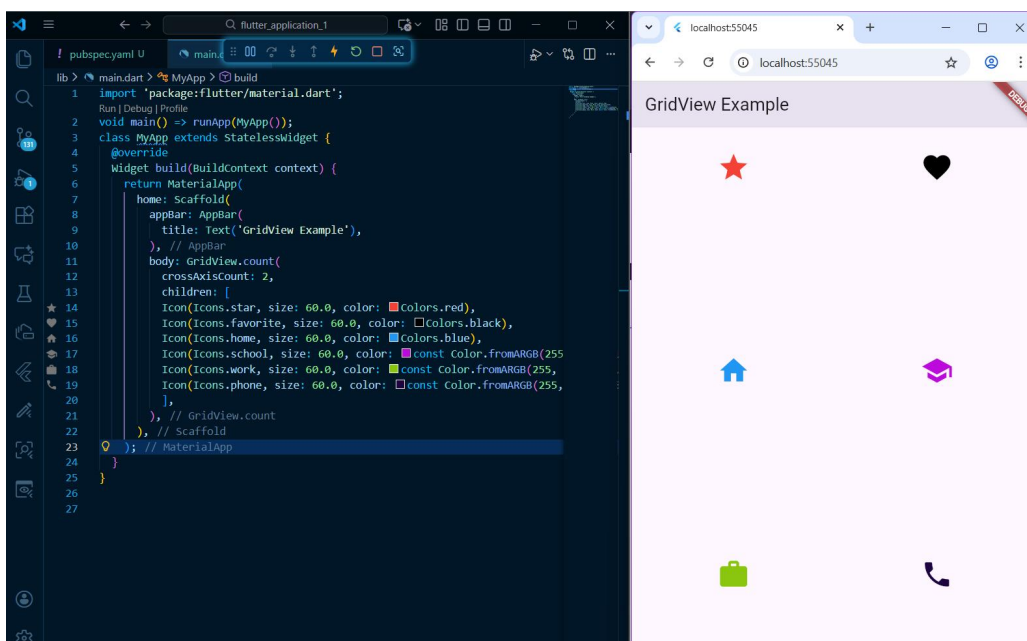 flutter_application_1
pubspec.yaml U
main.d
lib > main.dart > MyApp > build
1 import 'package:flutter/material.dart';
Run | Debug | Profile
2 void main() => runApp(MyApp());
3 class MyApp extends StatelessWidget {
4 @override
5 Widget build(BuildContext context) {
6 return MaterialApp(
7 home: Scaffold(
8 appBar: AppBar(
9 title: Text('GridView Example'),
10 ), // AppBar
11 body: GridView.count(
12 crossAxisCount: 2,
13 children: [
14 Icon(Icons.star, size: 60.0, color: Colors.red),
15 Icon(Icons.favorite, size: 60.0, color: Colors.black),
16 Icon(Icons.home, size: 60.0, color: Colors.blue),
17 Icon(Icons.school, size: 60.0, color: const Color.fromARGB(255
18 Icon(Icons.work, size: 60.0, color: const Color.fromARGB(255,
19 Icon(Icons.phone, size: 60.0, color: const Color.fromARGB(255,
20 ],
21 ), // GridView.count
22 ), // Scaffold
23 ); // MaterialApp
24 }
25 }
26
27
131
1
localhost:55045
localhost:55045
GridView Example
DEBUG